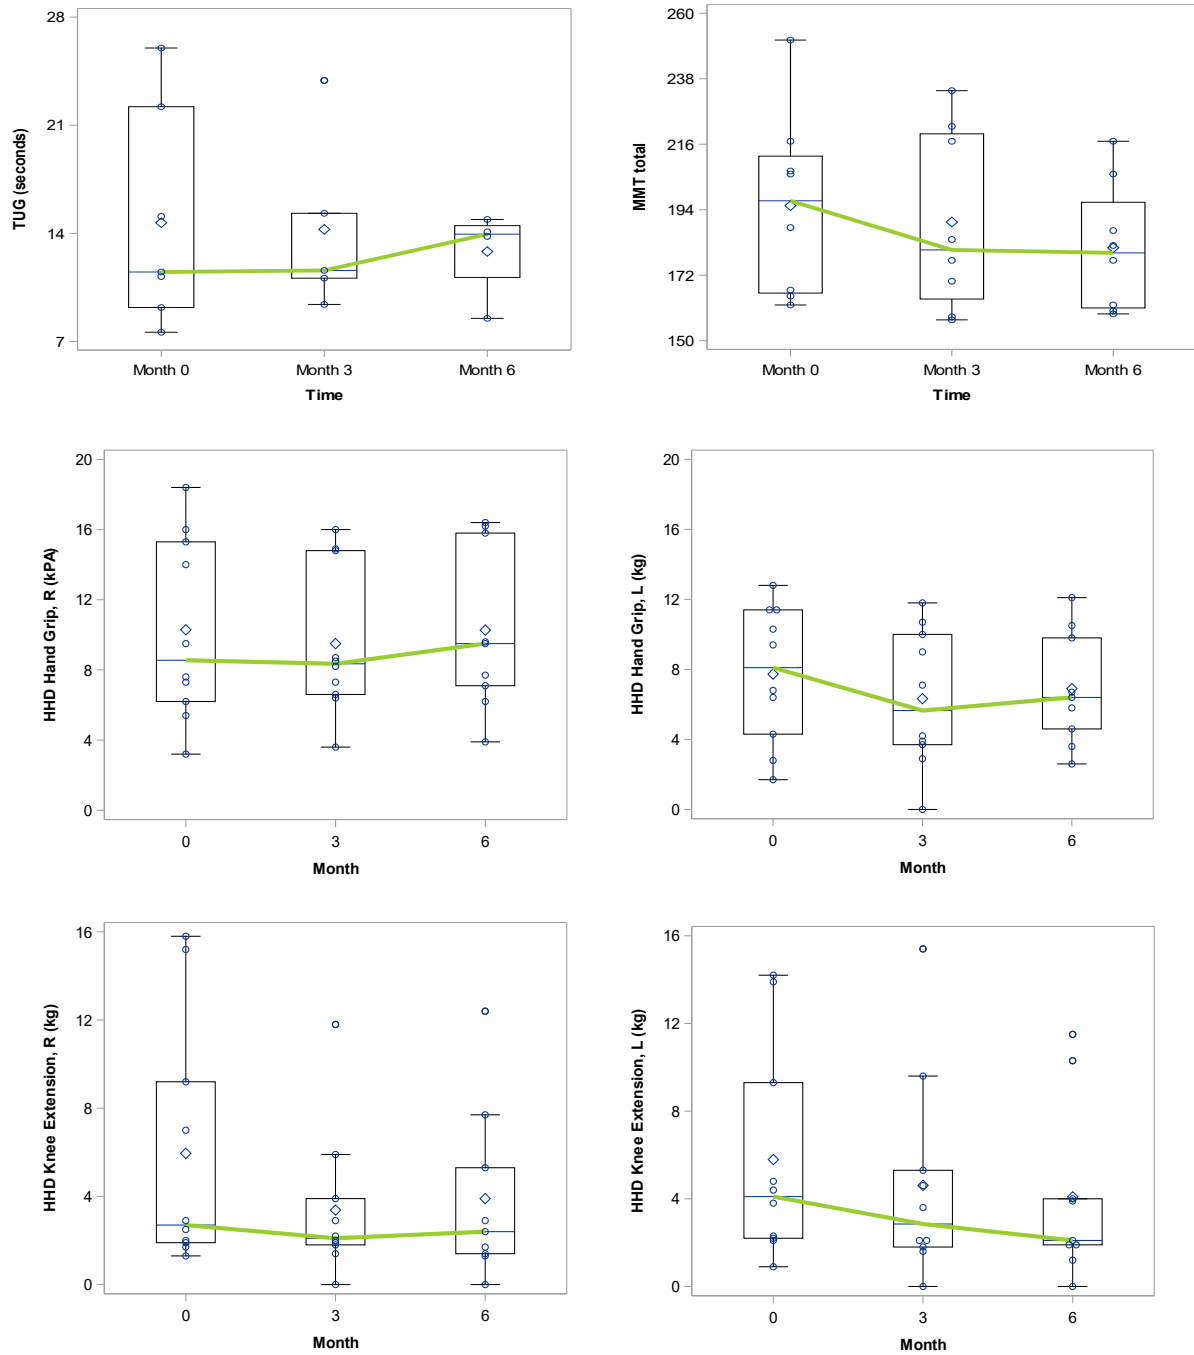 28
21
14
7
TUG (seconds)
Month 0 Month 3 Month 6
Time
260
238
216
194
172
150
MMT total
Month 0 Month 3 Month 6
Time
20
16
12
8
4
0
HHD Hand Grip, R (kPA)
0 3 6
Month
20
16
12
8
4
0
HHD Hand Grip, L (kg)
0 3 6
Month
16
12
8
4
0
HHD Knee Extension, R (kg)
0 3 6
Month
16
12
8
4
0
HHD Knee Extension, L (kg)
0 3 6
Month